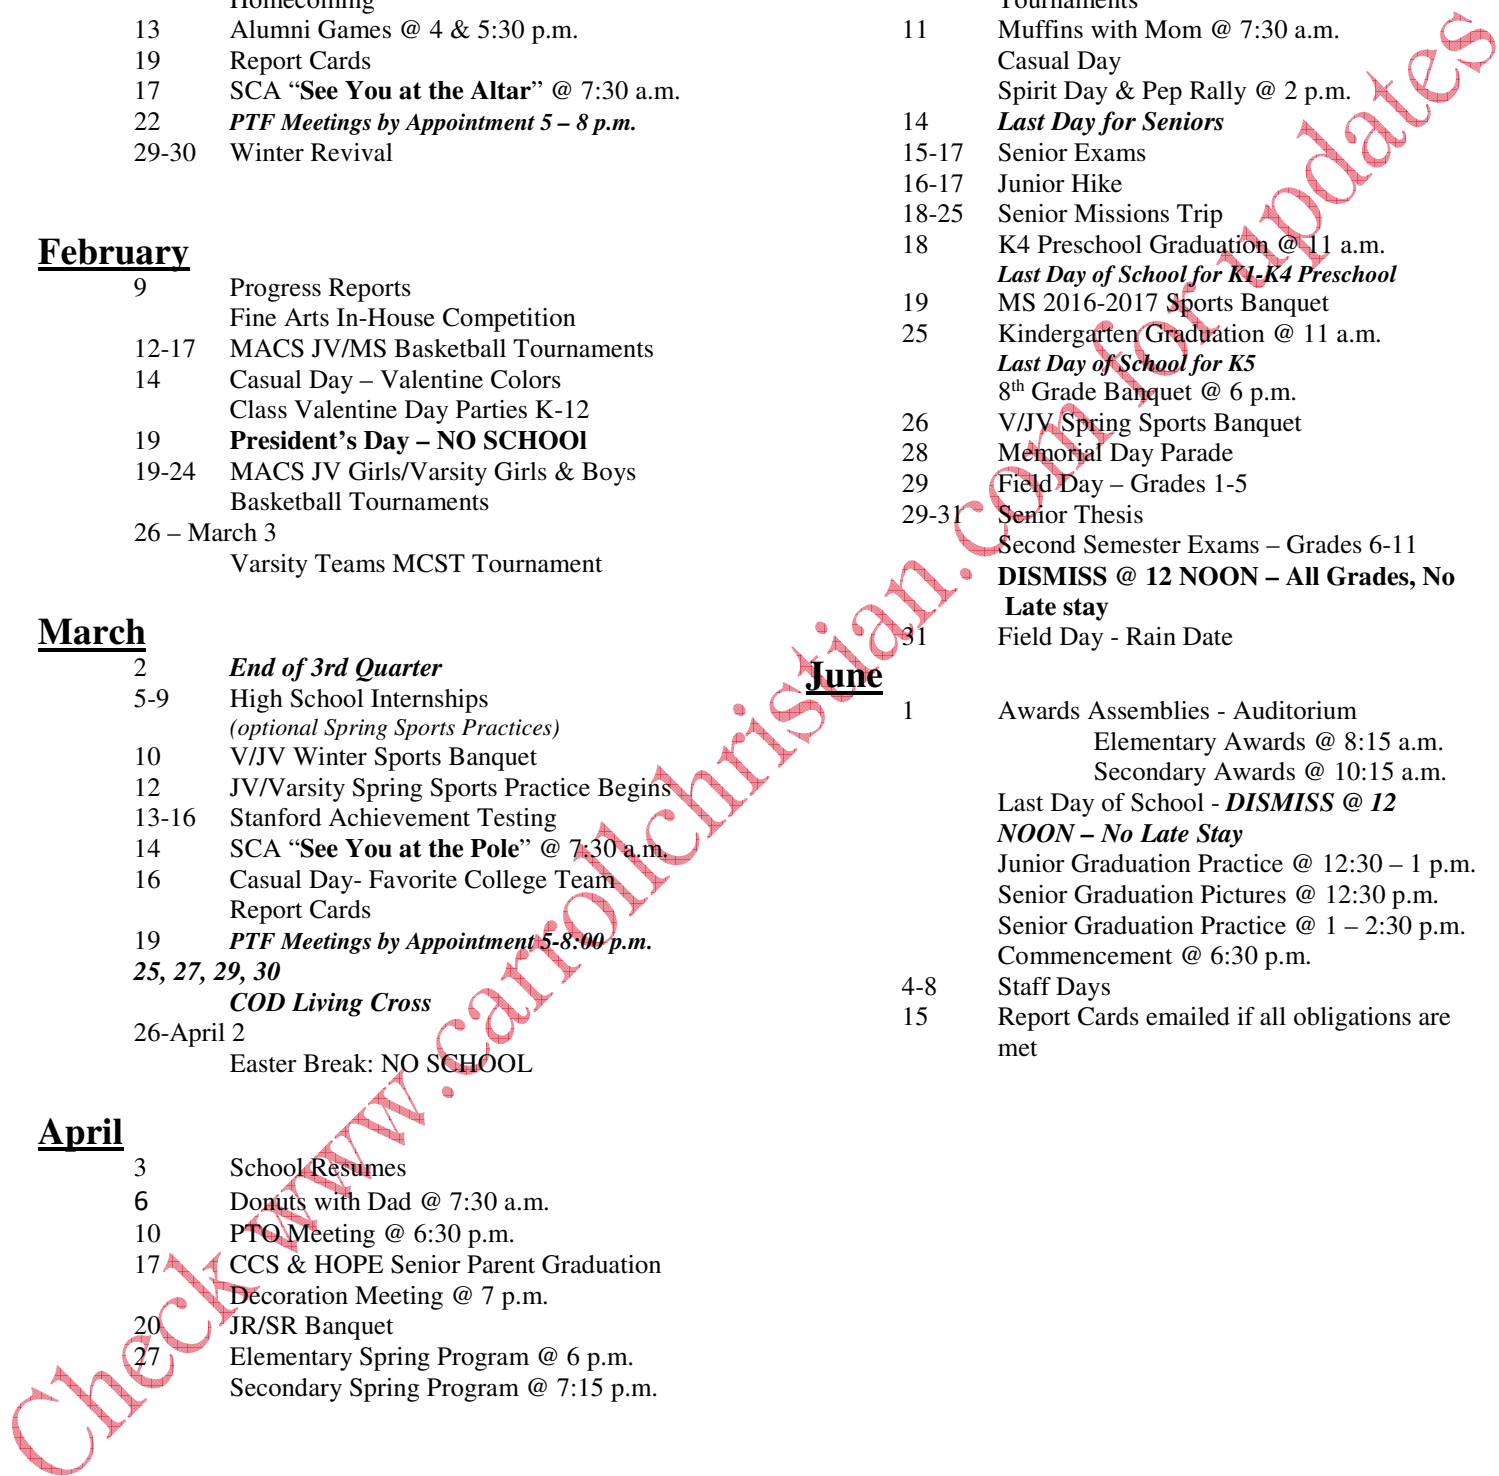 Homecoming
13 Alumni Games @ 4 & 5:30 p.m.
19 Report Cards
17 SCA “See You at the Altar” @ 7:30 a.m.
22 PTF Meetings by Appointment 5 – 8 p.m.
29-30 Winter Revival
February
9 Progress Reports
Fine Arts In-House Competition
12-17 MACS JV/MS Basketball Tournaments
14 Casual Day – Valentine Colors
Class Valentine Day Parties K-12
19 President’s Day – NO SCHOOl
19-24 MACS JV Girls/Varsity Girls & Boys
Basketball Tournaments
26 – March 3
Varsity Teams MCST Tournament
March
2 End of 3rd Quarter
5-9 High School Internships
(optional Spring Sports Practices)
10 V/JV Winter Sports Banquet
12 JV/Varsity Spring Sports Practice Begins
13-16 Stanford Achievement Testing
14 SCA “See You at the Pole” @ 7:30 a.m.
16 Casual Day- Favorite College Team
Report Cards
19 PTF Meetings by Appointment 5-8:00 p.m.
25, 27, 29, 30
COD Living Cross
26-April 2
Easter Break: NO SCHOOL
April
3 School Resumes
6 Donuts with Dad @ 7:30 a.m.
10 PTO Meeting @ 6:30 p.m.
17 CCS & HOPE Senior Parent Graduation
Decoration Meeting @ 7 p.m.
20 JR/SR Banquet
27 Elementary Spring Program @ 6 p.m.
Secondary Spring Program @ 7:15 p.m.
Tournaments
11 Muffins with Mom @ 7:30 a.m.
Casual Day
Spirit Day & Pep Rally @ 2 p.m.
14 Last Day for Seniors
15-17 Senior Exams
16-17 Junior Hike
18-25 Senior Missions Trip
18 K4 Preschool Graduation @ 11 a.m.
Last Day of School for K1-K4 Preschool
19 MS 2016-2017 Sports Banquet
25 Kindergarten Graduation @ 11 a.m.
Last Day of School for K5
8th Grade Banquet @ 6 p.m.
26 V/JV Spring Sports Banquet
28 Memorial Day Parade
29 Field Day – Grades 1-5
29-31 Senior Thesis
Second Semester Exams – Grades 6-11
DISMISS @ 12 NOON – All Grades, No
Late stay
31 Field Day - Rain Date
June
1 Awards Assemblies - Auditorium
Elementary Awards @ 8:15 a.m.
Secondary Awards @ 10:15 a.m.
Last Day of School - DISMISS @ 12
NOON – No Late Stay
Junior Graduation Practice @ 12:30 – 1 p.m.
Senior Graduation Pictures @ 12:30 p.m.
Senior Graduation Practice @ 1 – 2:30 p.m.
Commencement @ 6:30 p.m.
4-8 Staff Days
15 Report Cards emailed if all obligations are
met
Check www.carrollchristian.com for updates